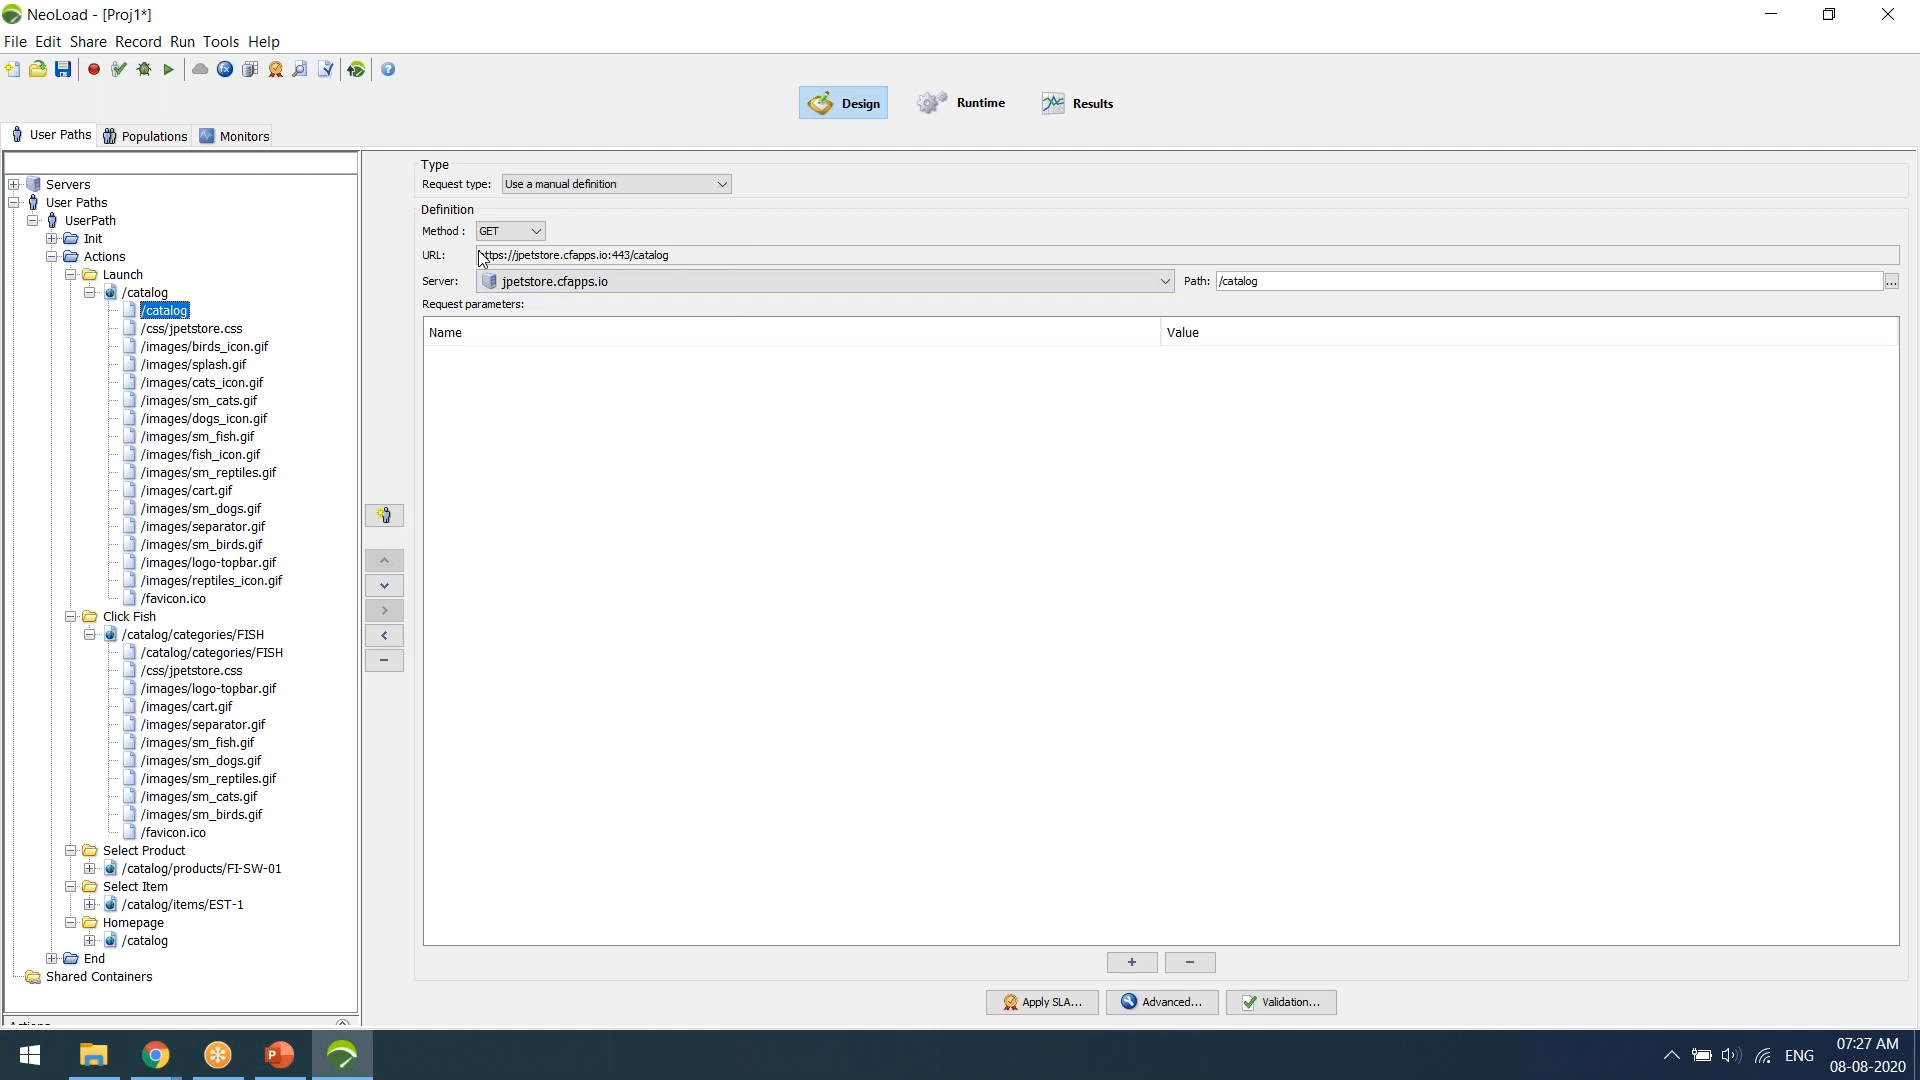 NeoLoad - [Proj1*]
File Edit Share Record Run Tools Help
Design Runtime Results
User Paths Populations Monitors
Servers
User Paths
UserPath
Init
Actions
Launch
/catalog
/catalog
/css/jpetstore.css
/images/birds_icon.gif
/images/splash.gif
/images/cats_icon.gif
/images/sm_cats.gif
/images/dogs_icon.gif
/images/sm_fish.gif
/images/fish_icon.gif
/images/sm_reptiles.gif
/images/cart.gif
/images/sm_dogs.gif
/images/separator.gif
/images/sm_birds.gif
/images/logo-topbar.gif
/images/reptiles_icon.gif
/favicon.ico
Click Fish
/catalog/categories/FISH
/catalog/categories/FISH
/css/jpetstore.css
/images/logo-topbar.gif
/images/cart.gif
/images/separator.gif
/images/sm_fish.gif
/images/sm_dogs.gif
/images/sm_reptiles.gif
/images/sm_cats.gif
/images/sm_birds.gif
/favicon.ico
Select Product
/catalog/products/FI-SW-01
Select Item
/catalog/items/EST-1
Homepage
/catalog
End
Shared Containers
Type
Request type: Use a manual definition
Definition
Method : GET
URL: https://jpetstore.cfapps.io:443/catalog
Server: jpetstore.cfapps.io Path: /catalog ...
Request parameters:
Name Value
+ −
Apply SLA... Advanced... Validation...
ENG
07:27 AM
08-08-2020